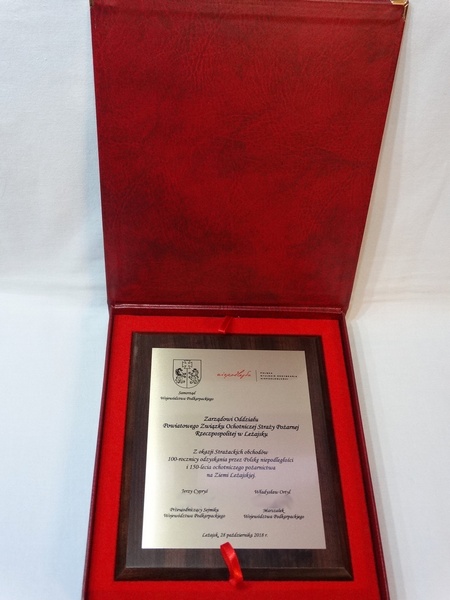 Samorząd
Województwa Podkarpackiego
niepodległa
Zarządowi Oddziału
Powiatowego Związku Ochotniczej Straży Pożarnej
Rzeczpospolitej w Leżajsku
Z okazji Strażackich obchodów
100-rocznicy odzyskania przez Polskę niepodległości
i 150-lecia ochotniczego pożarnictwa
na Ziemi Leżajskiej.
Jerzy Cypryś Władysław Ortyl
Przewodniczący Sejmiku Marszałek
Województwa Podkarpackiego Województwa Podkarpackiego
Leżajsk, 28 października 2018 r.